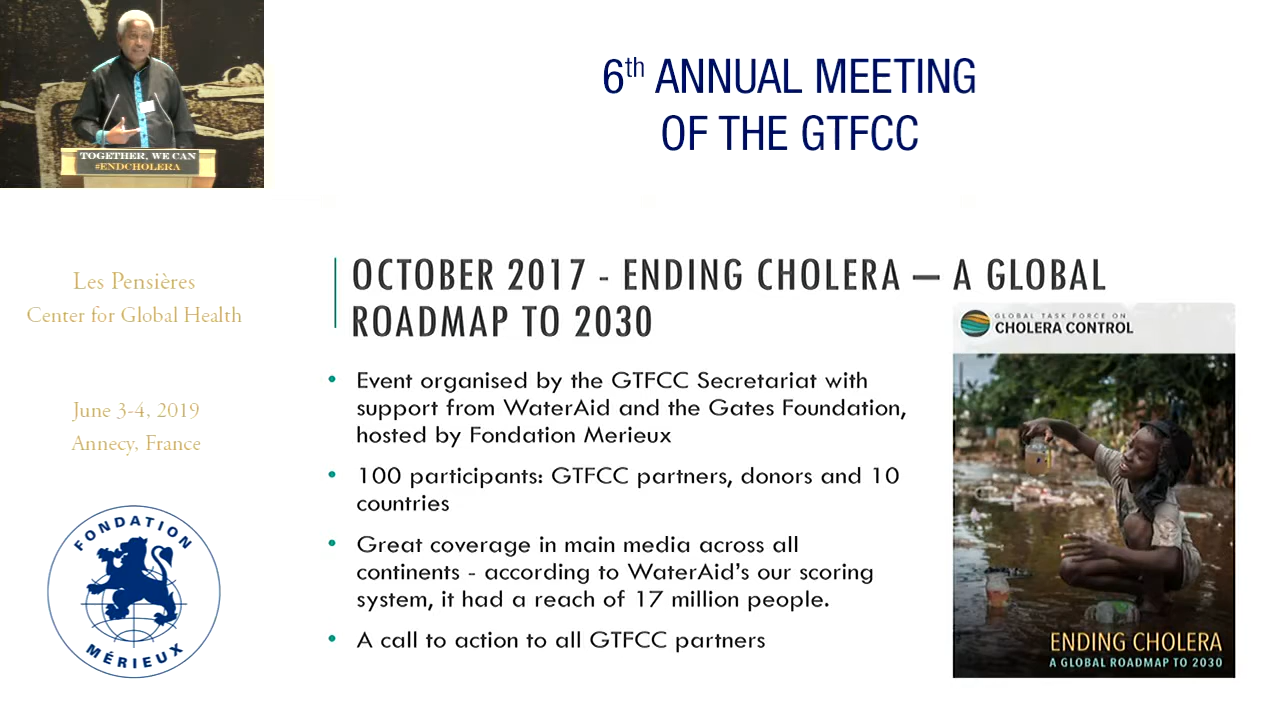 TOGETHER, WE CAN
#ENDCHOLERA
6th ANNUAL MEETING
OF THE GTFCC
Les Pensières
Center for Global Health
June 3-4, 2019
Annecy, France
FONDATION
MÉRIEUX
OCTOBER 2017 - ENDING CHOLERA – A GLOBAL
ROADMAP TO 2030
• Event organised by the GTFCC Secretariat with
support from WaterAid and the Gates Foundation,
hosted by Fondation Merieux
• 100 participants: GTFCC partners, donors and 10
countries
• Great coverage in main media across all
continents - according to WaterAid's our scoring
system, it had a reach of 17 million people.
• A call to action to all GTFCC partners
GLOBAL TASK FORCE ON
CHOLERA CONTROL
ENDING CHOLERA
A GLOBAL ROADMAP TO 2030